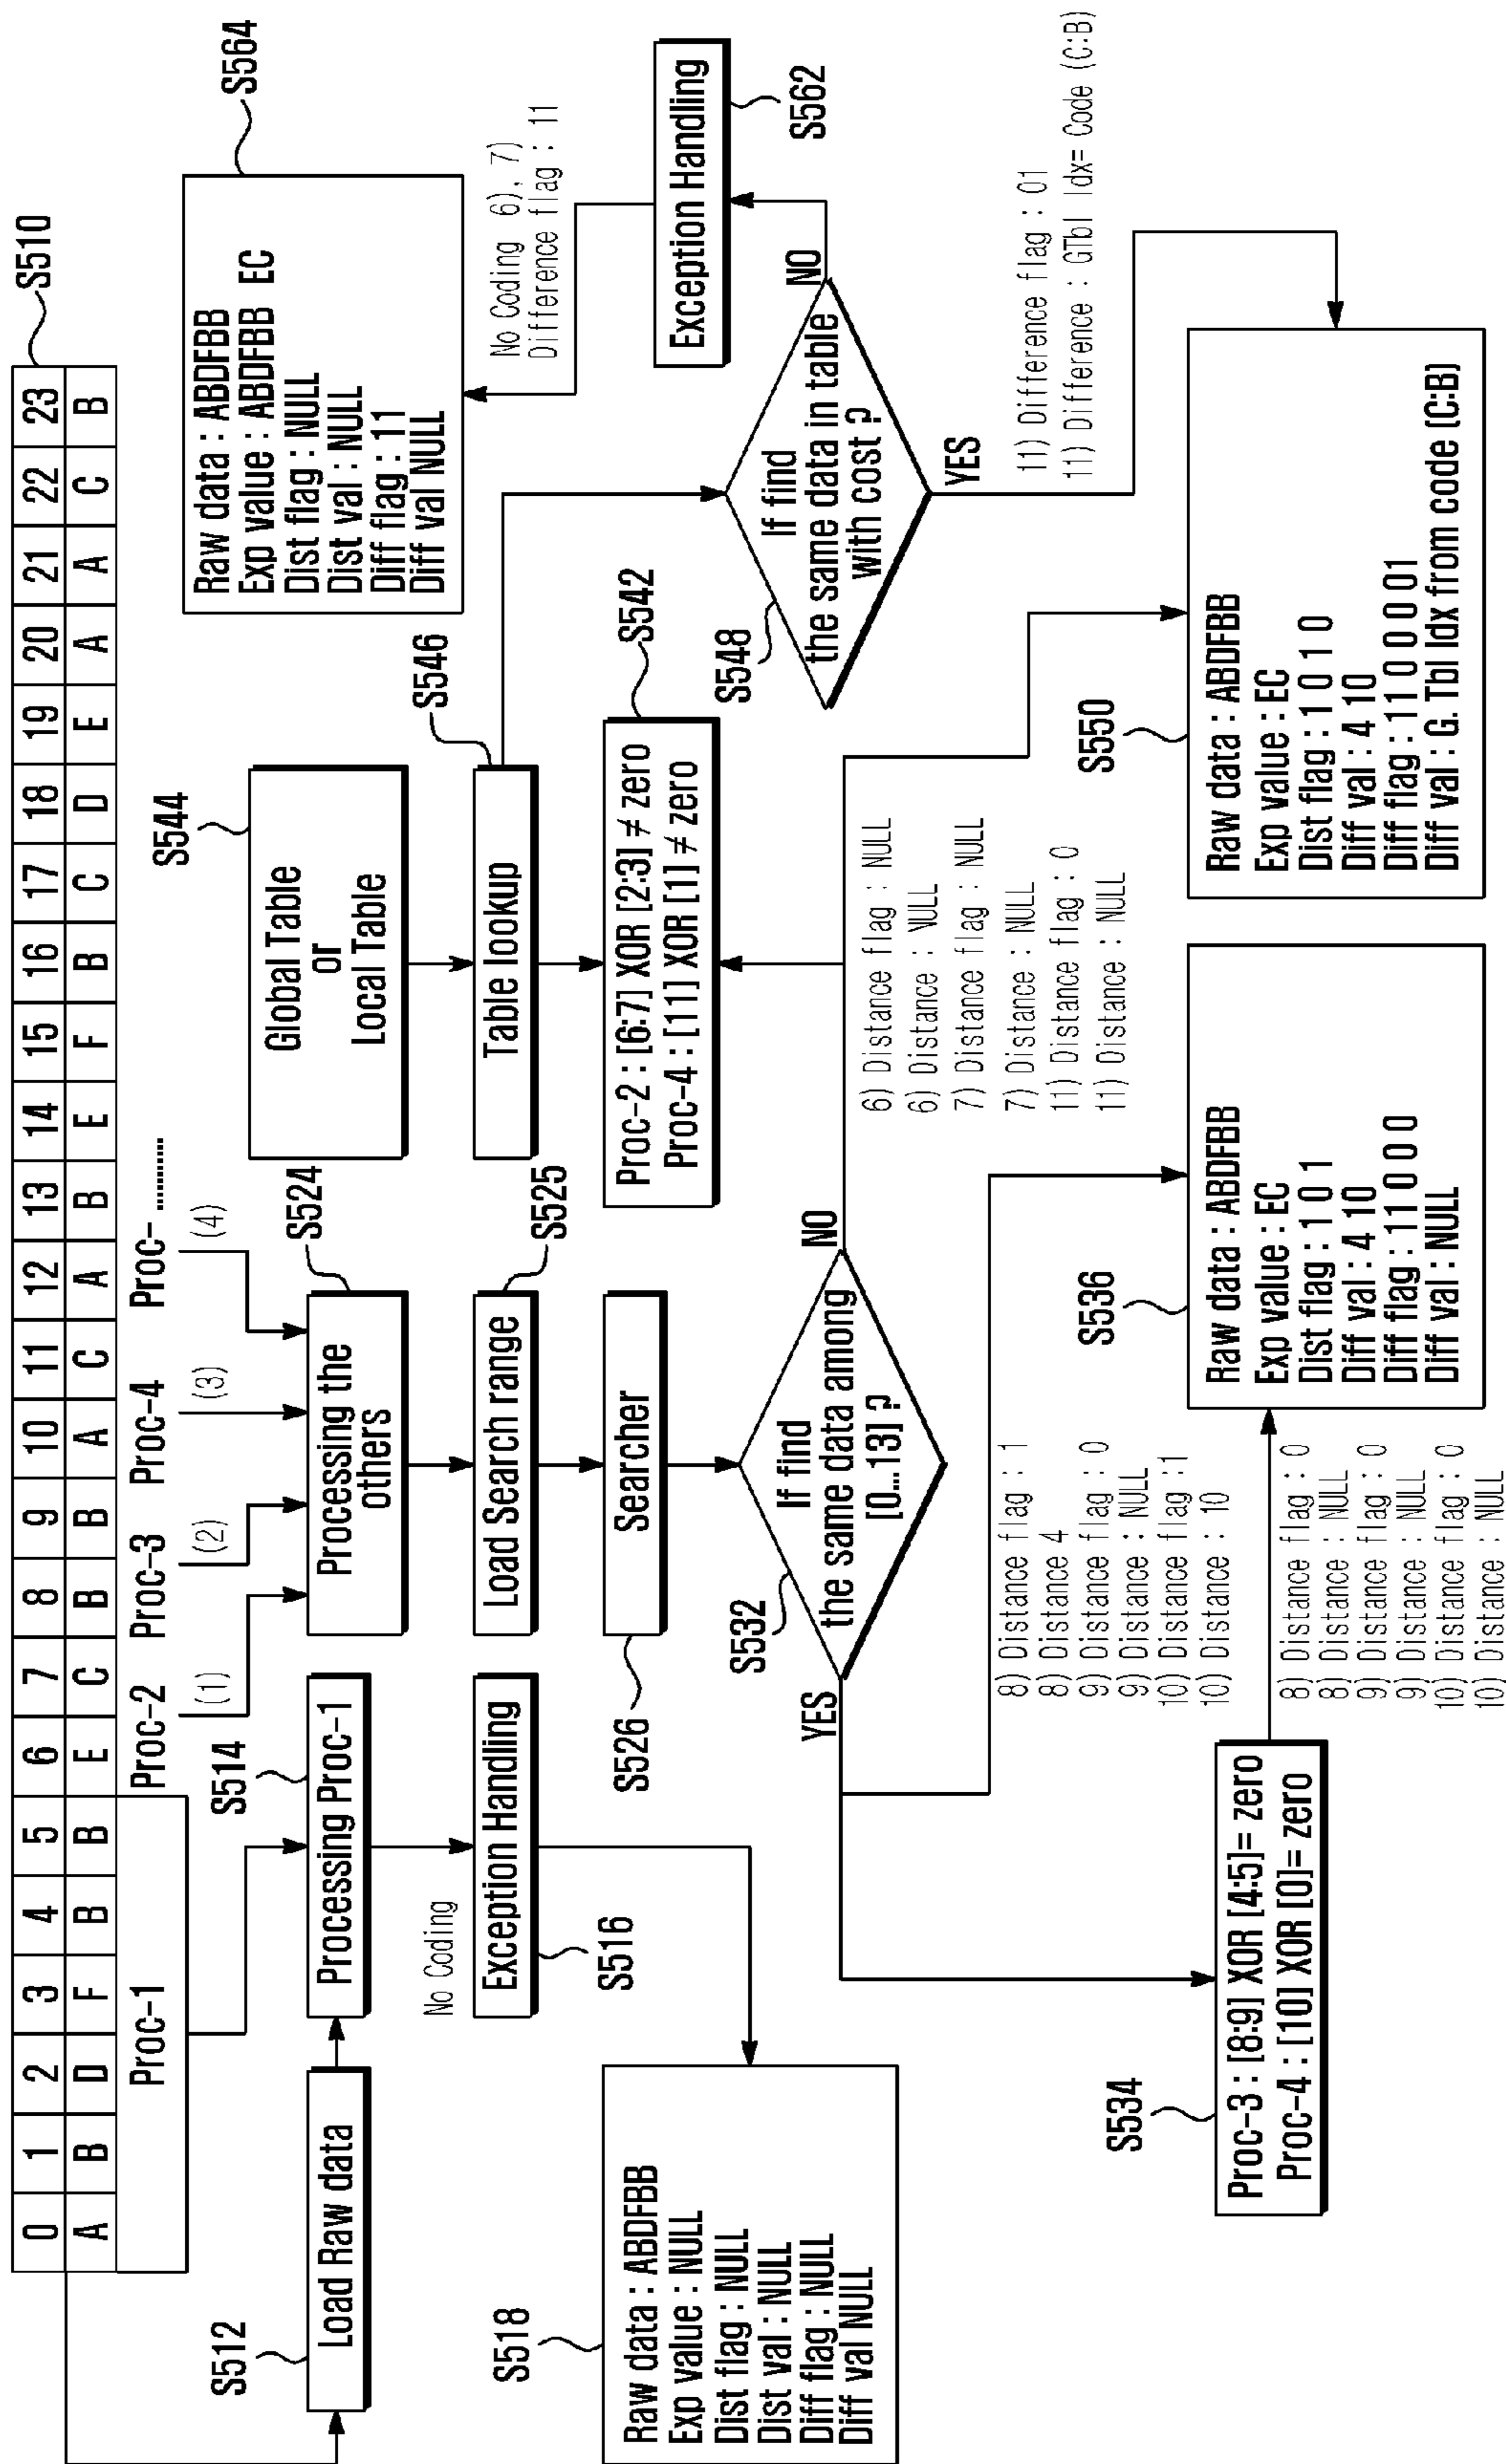 0 1 2 3 4 5 6 7 8 9 10 11 12 13 14 15 16 17 18 19 20 21 22 23
A B D F B B E C B B A C A B E F B C D E A A C B
S510
Proc-1
Proc-2
Proc-3
Proc-4
Proc-..........
(1)
(2)
(3)
(4)
S512
Load Raw data
S514
Processing Proc-1
No Coding
Exception Handling
S516
S518
Raw data : ABDFBB
Exp value : NULL
Dist flag : NULL
Dist val : NULL
Diff flag : NULL
Diff val NULL
S524
Processing the
others
S525
Load Search range
S526
Searcher
S532
If find
the same data among
[0...13] ?
YES
NO
S534
Proc-3 : [8:9] XOR [4:5]= zero
Proc-4 : [10] XOR [0]= zero
8) Distance flag : 1
8) Distance 4
9) Distance flag : 0
9) Distance : NULL
10) Distance flag :1
10) Distance : 10
8) Distance flag : 0
8) Distance : NULL
9) Distance flag : 0
9) Distance : NULL
10) Distance flag : 0
10) Distance : NULL
S536
Raw data : ABDFBB
Exp value : EC
Dist flag : 1 0 1
Diff val : 4 10
Diff flag : 11 0 0 0
Diff val : NULL
S544
Global Table
or
Local Table
S546
Table lookup
S542
Proc-2 : [6:7] XOR [2:3] ≠ zero
Proc-4 : [11] XOR [1] ≠ zero
6) Distance flag : NULL
6) Distance : NULL
7) Distance flag : NULL
7) Distance : NULL
11) Distance flag : 0
11) Distance : NULL
S548
If find
the same data in table
with cost ?
YES
NO
S550
Raw data : ABDFBB
Exp value : EC
Dist flag : 1 0 1 0
Diff val : 4 10
Diff flag : 11 0 0 0 01
Diff val : G. Tbl Idx from code (C:B)
11) Difference flag : 01
11) Difference : GTbl Idx= Code (C:B)
Exception Handling
S562
No Coding 6), 7)
Difference flag : 11
S564
Raw data : ABDFBB
Exp value : ABDFBB EC
Dist flag : NULL
Dist val : NULL
Diff flag : 11
Diff val NULL